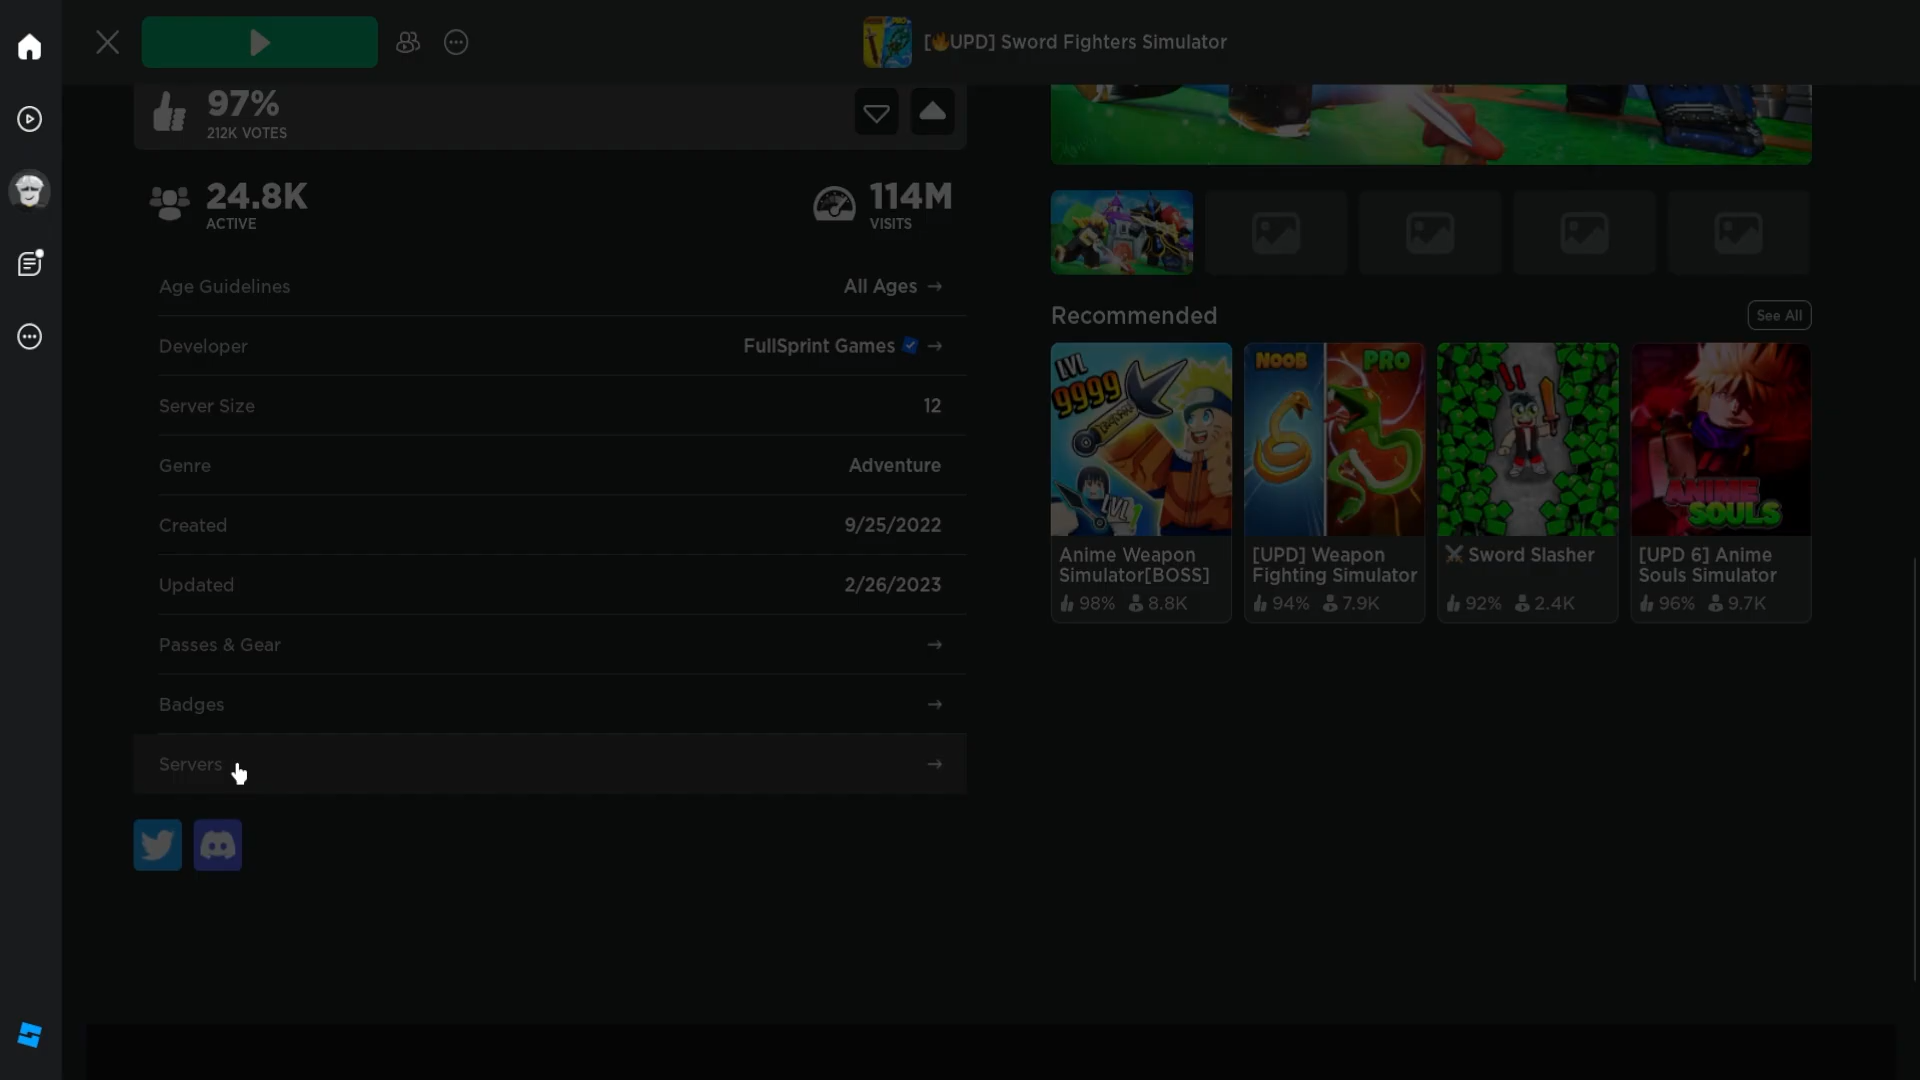 [🔥UPD] Sword Fighters Simulator
97%
212K VOTES
24.8K
ACTIVE
114M
VISITS
Age Guidelines
All Ages →
Developer
FullSprint Games →
Server Size
12
Genre
Adventure
Created
9/25/2022
Updated
2/26/2023
Passes & Gear →
Badges →
Servers →
Recommended
See All
LVL
9999
LVL
NOOB
PRO
!!
ANIME
SOULS
Anime Weapon
Simulator[BOSS]
98% 8.8K
[UPD] Weapon
Fighting Simulator
94% 7.9K
⚔ Sword Slasher
92% 2.4K
[UPD 6] Anime
Souls Simulator
96% 9.7K